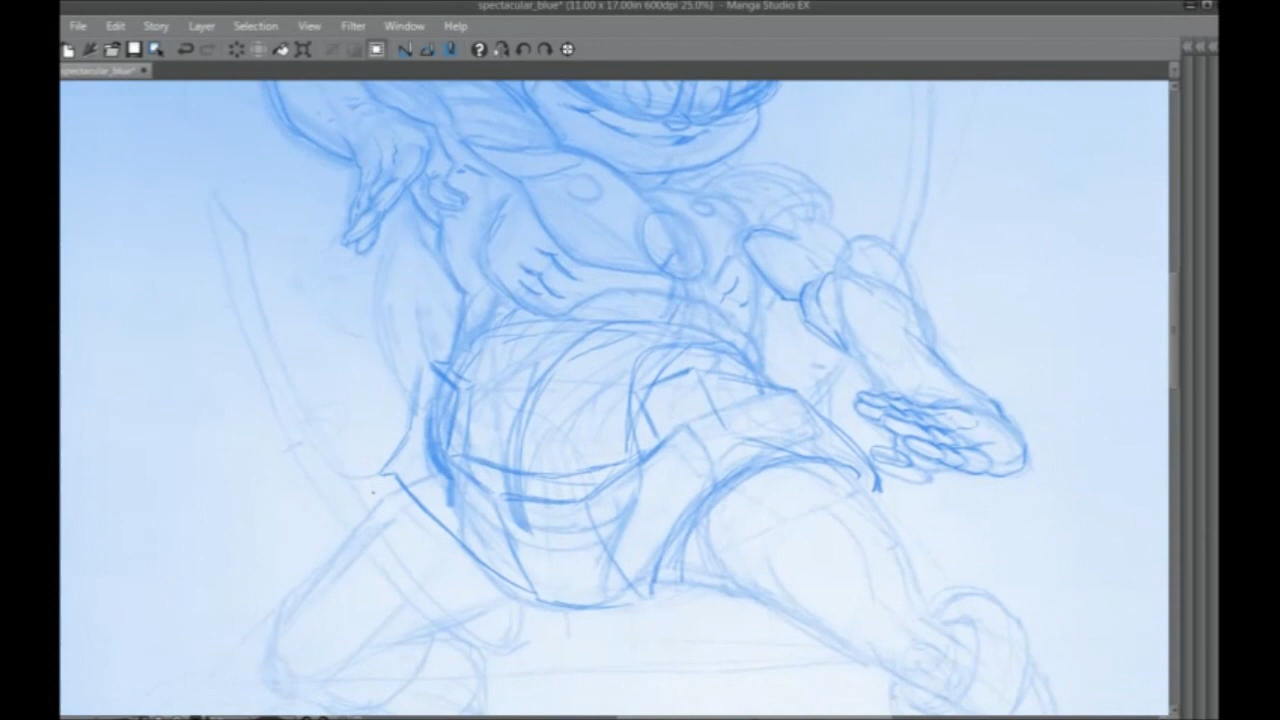 spectacular_blue* (11.00 x 17.00in 600dpi 25.0%) - Manga Studio EX
File Edit Story Layer Selection View Filter Window Help
spectacular_blue*